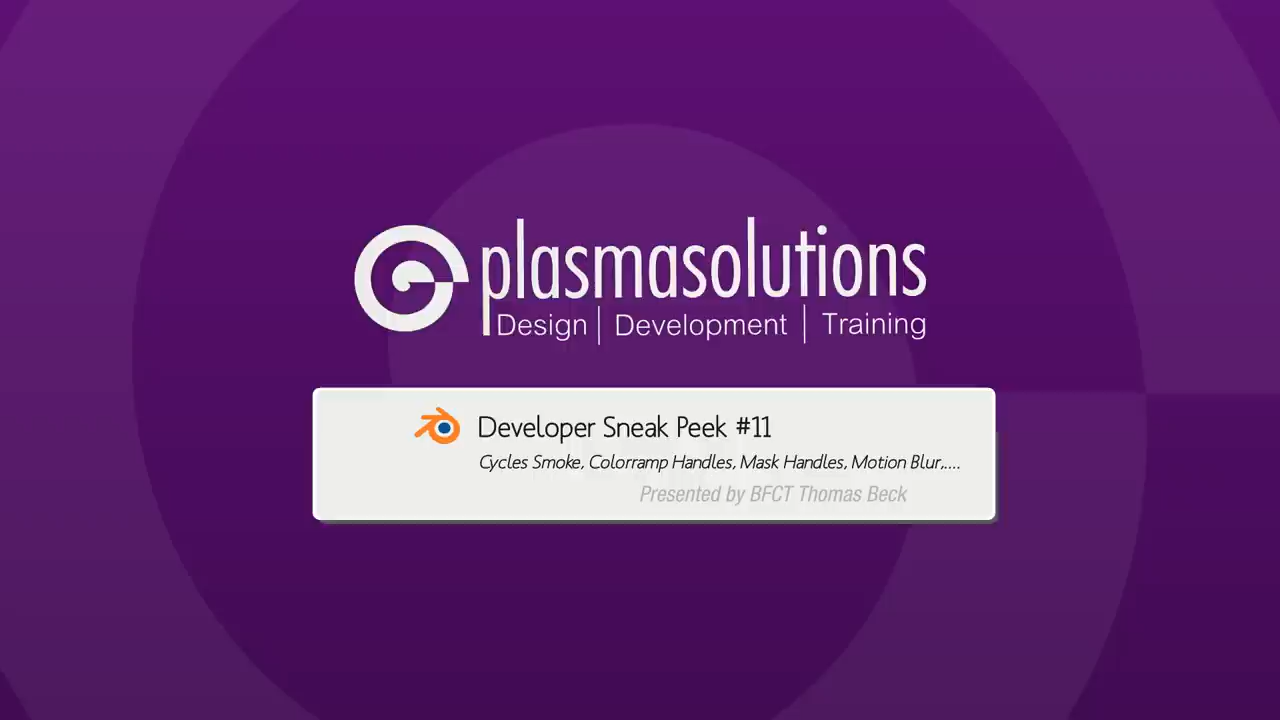 plasmasolutions
Design | Development | Training
Developer Sneak Peek #11
Cycles Smoke, Colorramp Handles, Mask Handles, Motion Blur,....
Presented by BFCT Thomas Beck